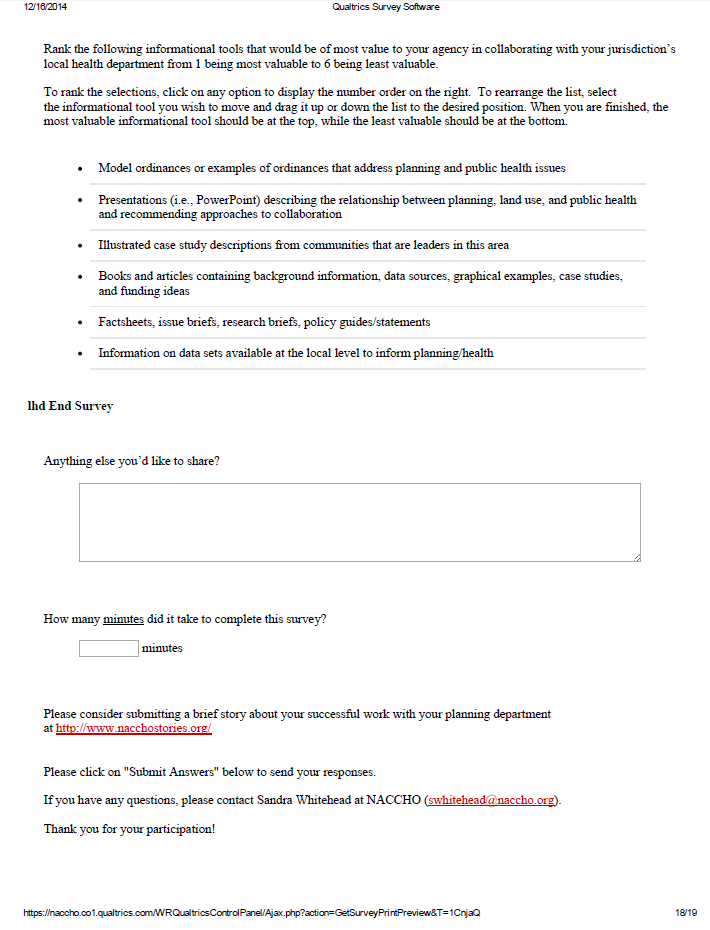 12/16/2014
Qualtrics Survey Software
Rank the following informational tools that would be of most value to your agency in collaborating with your jurisdiction's
local health department from 1 being most valuable to 6 being least valuable.
To rank the selections, click on any option to display the number order on the right.  To rearrange the list, select
the informational tool you wish to move and drag it up or down the list to the desired position. When you are finished, the
most valuable informational tool should be at the top, while the least valuable should be at the bottom.
• Model ordinances or examples of ordinances that address planning and public health issues
• Presentations (i.e., PowerPoint) describing the relationship between planning, land use, and public health
and recommending approaches to collaboration
• Illustrated case study descriptions from communities that are leaders in this area
• Books and articles containing background information, data sources, graphical examples, case studies,
and funding ideas
• Factsheets, issue briefs, research briefs, policy guides/statements
• Information on data sets available at the local level to inform planning/health
lhd End Survey
Anything else you'd like to share?
How many minutes did it take to complete this survey?
minutes
Please consider submitting a brief story about your successful work with your planning department
at http://www.nacchostories.org/
Please click on "Submit Answers" below to send your responses.
If you have any questions, please contact Sandra Whitehead at NACCHO (swhitehead@naccho.org).
Thank you for your participation!
https://naccho.co1.qualtrics.com/WRQualtricsControlPanel/Ajax.php?action=GetSurveyPrintPreview&T=1CnjaQ
18/19